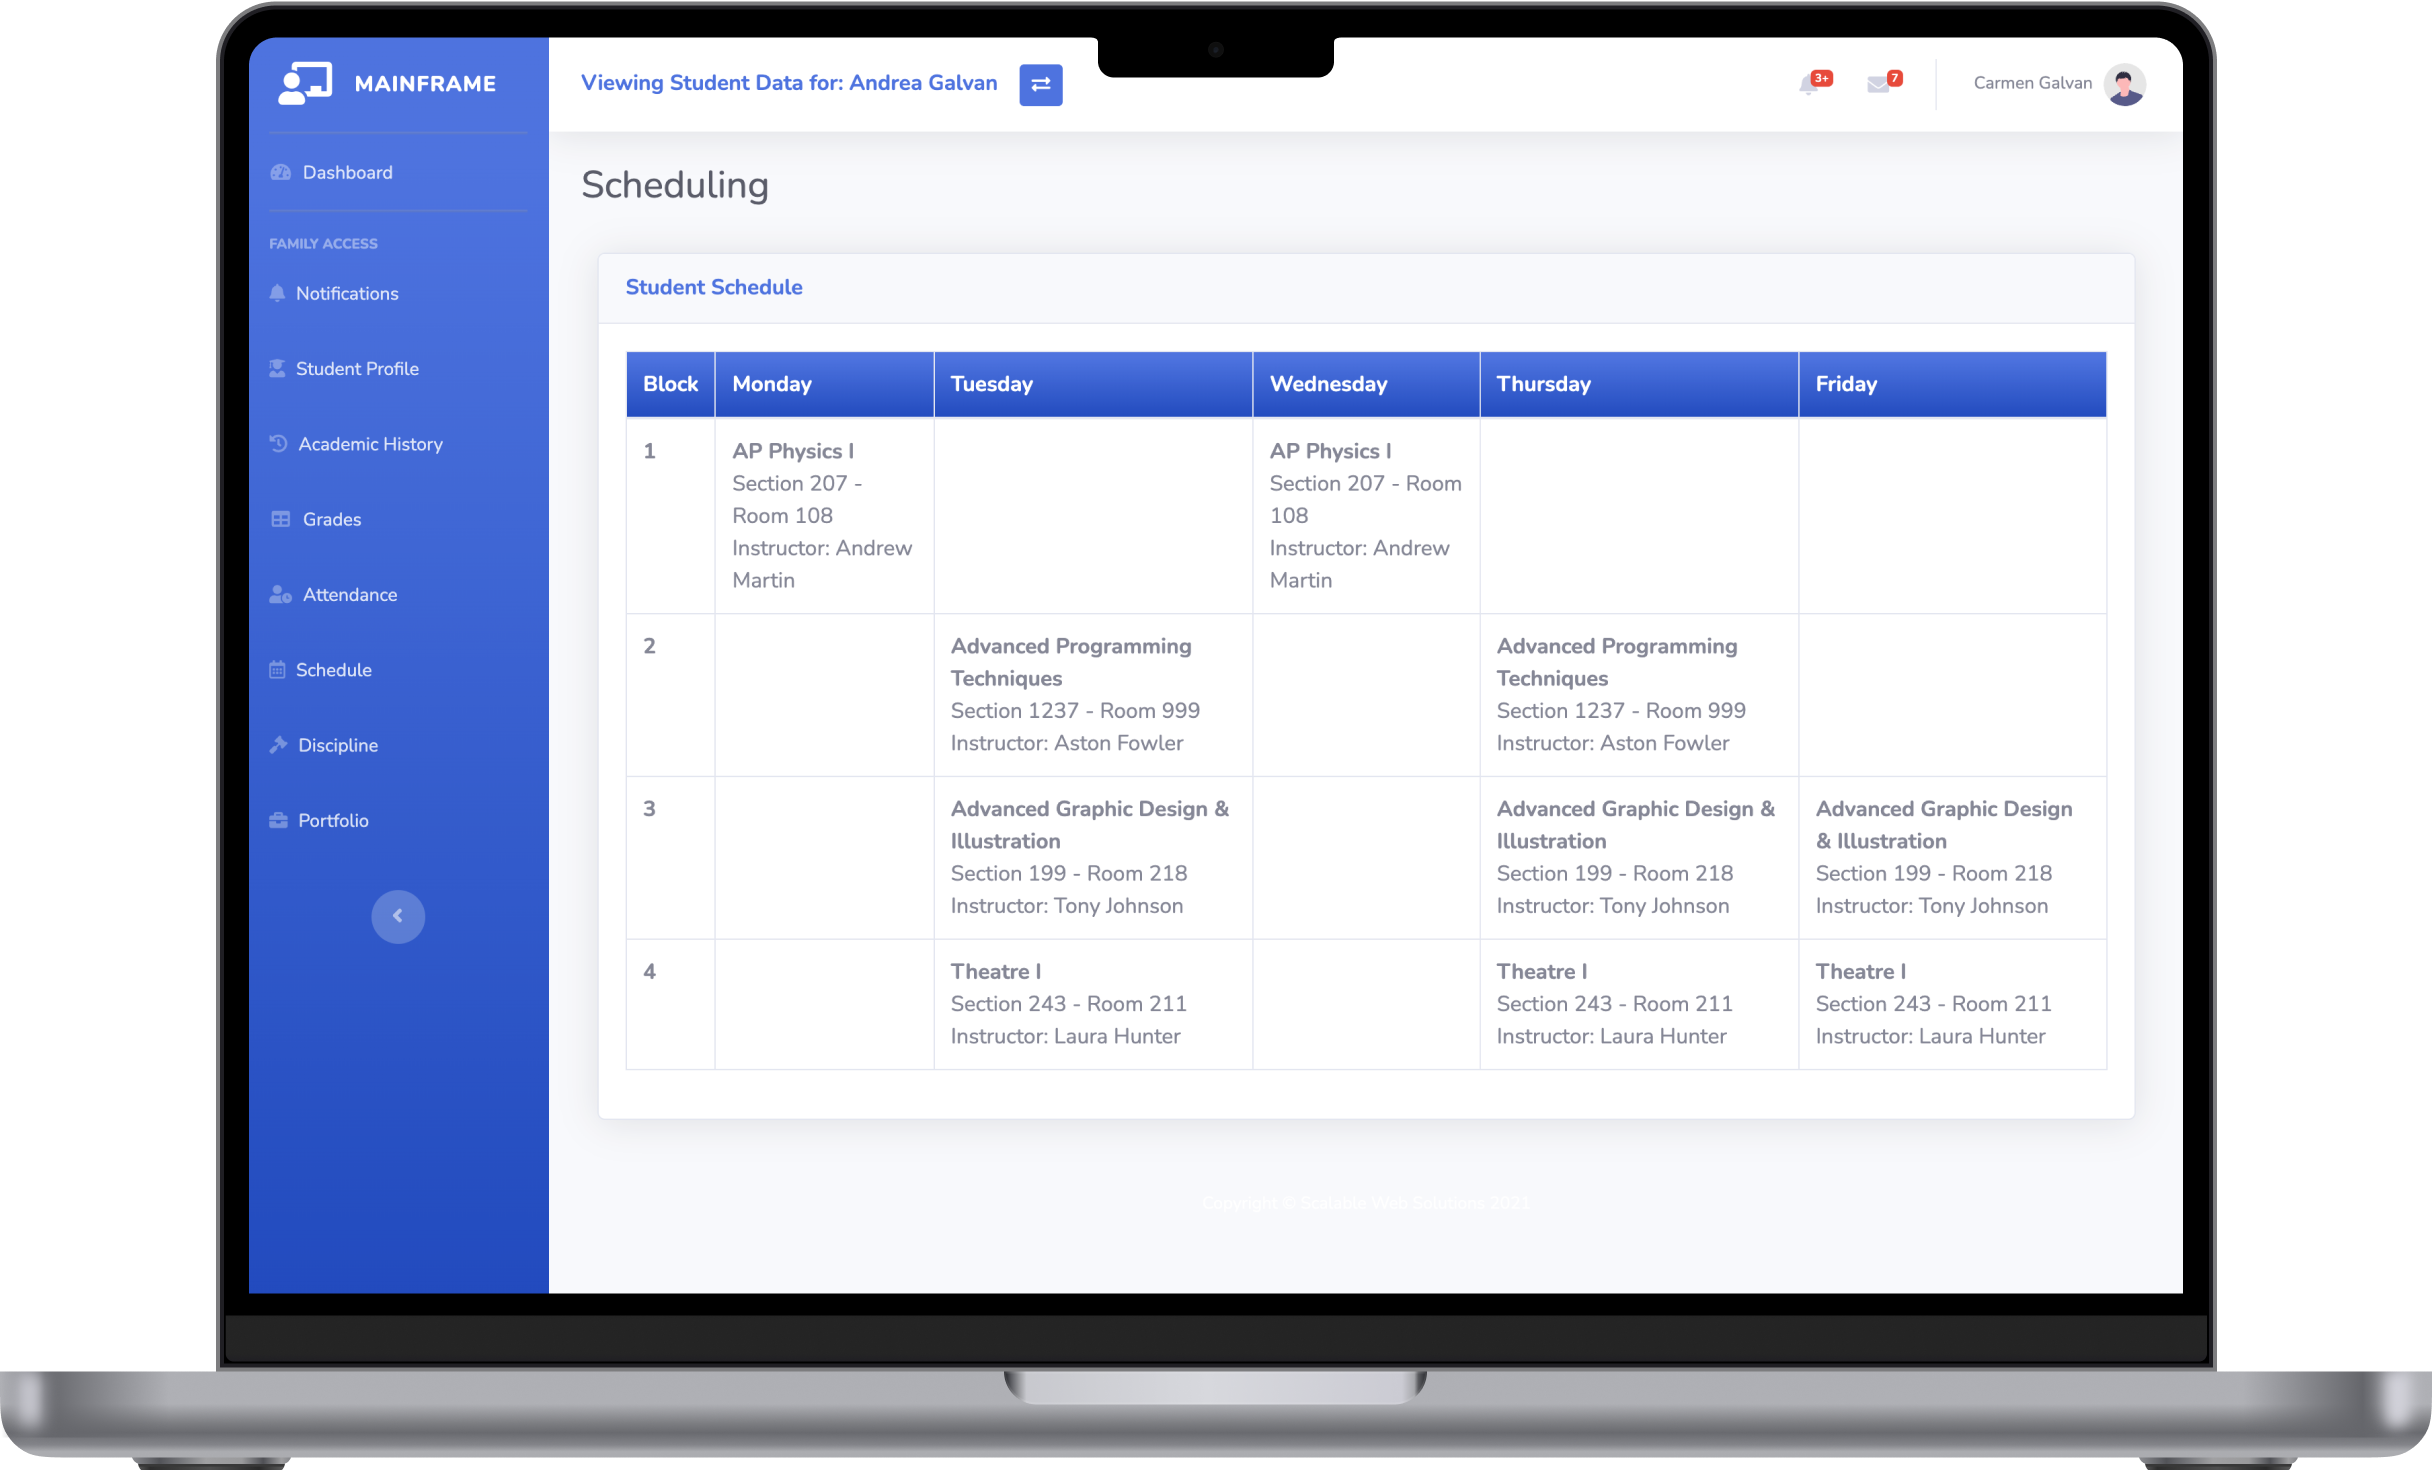 MAINFRAME
Viewing Student Data for: Andrea Galvan
3+
7
Carmen Galvan
Dashboard
FAMILY ACCESS
Notifications
Student Profile
Academic History
Grades
Attendance
Schedule
Discipline
Portfolio
Scheduling
Student Schedule
Block Monday Tuesday Wednesday Thursday Friday
1
AP Physics I
Section 207 -
Room 108
Instructor: Andrew
Martin
AP Physics I
Section 207 - Room
108
Instructor: Andrew
Martin
2
Advanced Programming
Techniques
Section 1237 - Room 999
Instructor: Aston Fowler
Advanced Programming
Techniques
Section 1237 - Room 999
Instructor: Aston Fowler
3
Advanced Graphic Design &
Illustration
Section 199 - Room 218
Instructor: Tony Johnson
Advanced Graphic Design &
Illustration
Section 199 - Room 218
Instructor: Tony Johnson
Advanced Graphic Design
& Illustration
Section 199 - Room 218
Instructor: Tony Johnson
4
Theatre I
Section 243 - Room 211
Instructor: Laura Hunter
Theatre I
Section 243 - Room 211
Instructor: Laura Hunter
Theatre I
Section 243 - Room 211
Instructor: Laura Hunter
Copyright © Scalable Web Solutions 2021